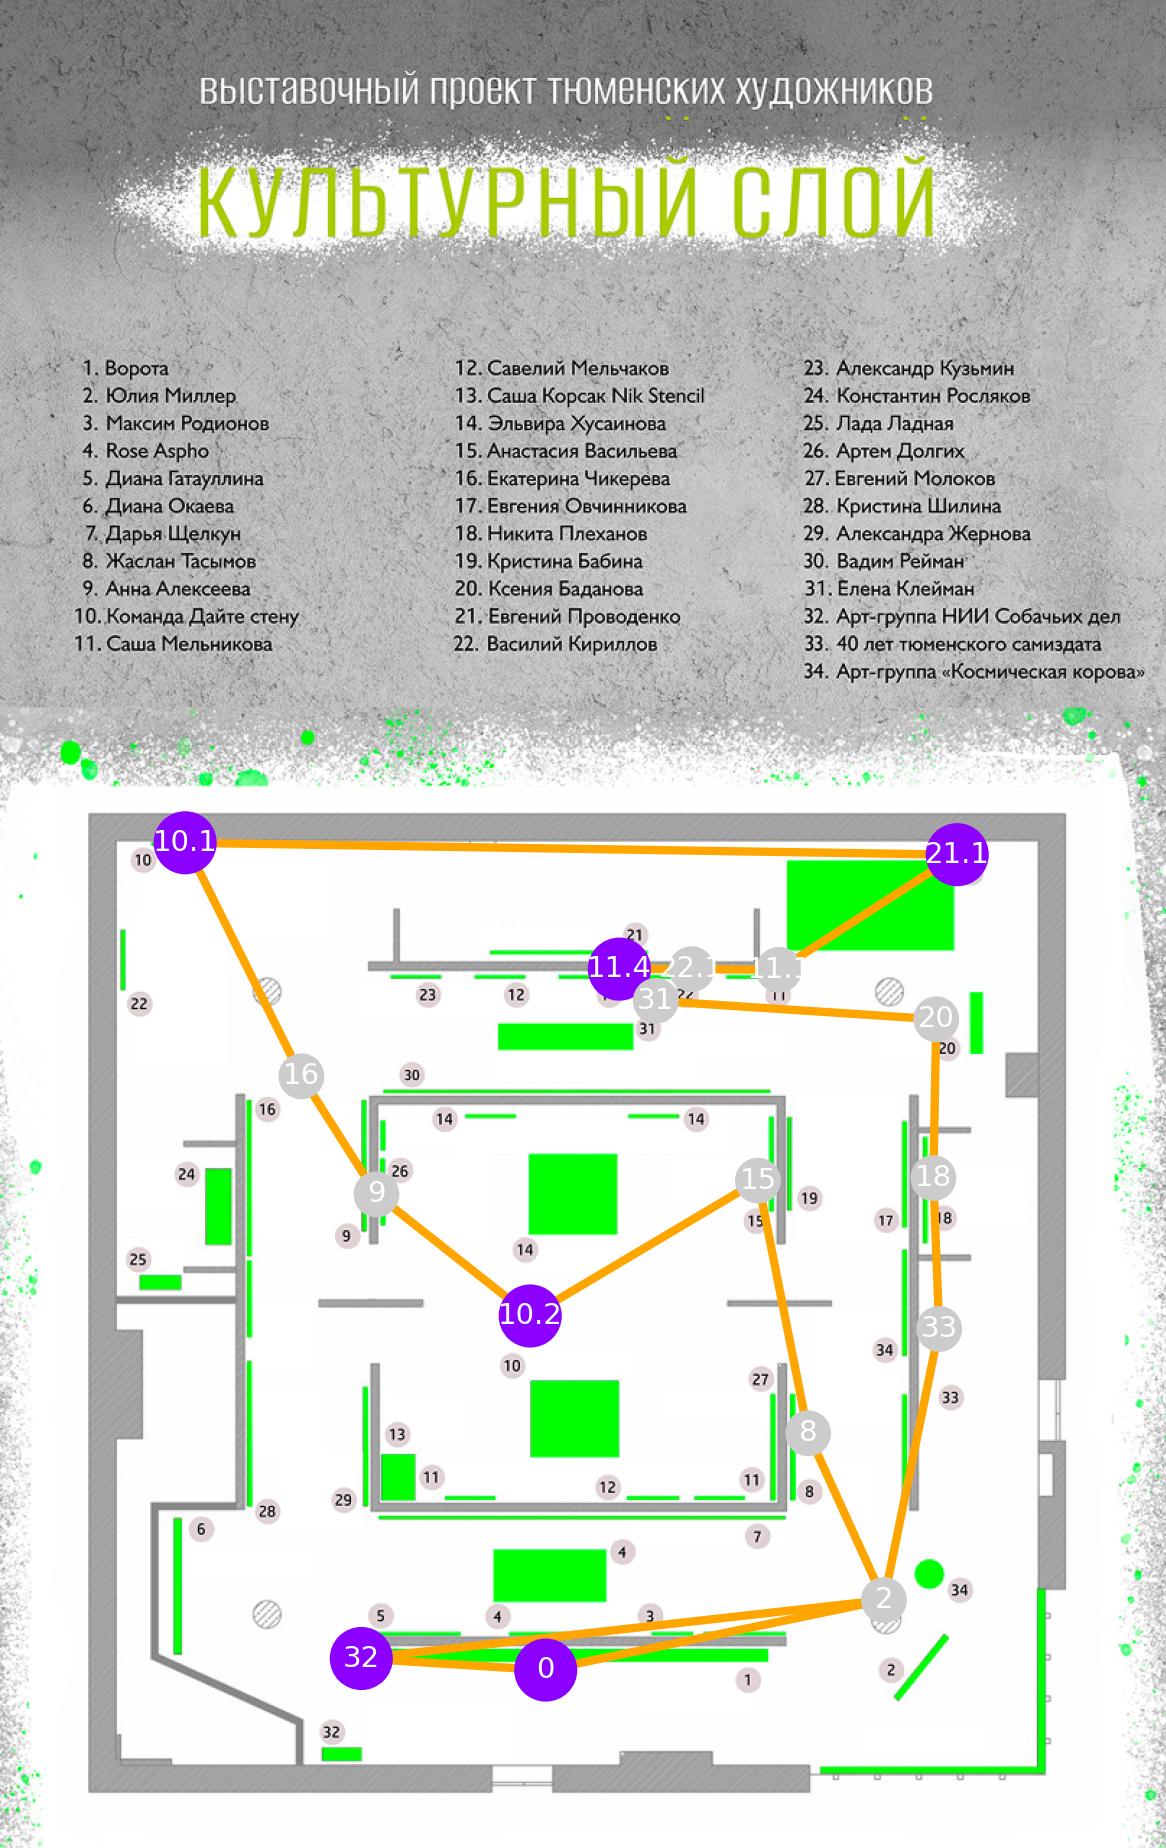 выставочный проект тюменских художников
КУЛЬТУРНЫЙ СЛОЙ
1. Ворота
2. Юлия Миллер
3. Максим Родионов
4. Rose Aspho
5. Диана Гатауллина
6. Диана Окаева
7. Дарья Щелкун
8. Жаслан Тасымов
9. Анна Алексеева
10. Команда Дайте стену
11. Саша Мельникова
12. Савелий Мельчаков
13. Саша Корсак Nik Stencil
14. Эльвира Хусаинова
15. Анастасия Васильева
16. Екатерина Чикерева
17. Евгения Овчинникова
18. Никита Плеханов
19. Кристина Бабина
20. Ксения Баданова
21. Евгений Проводенко
22. Василий Кириллов
23. Александр Кузьмин
24. Константин Росляков
25. Лада Ладная
26. Артем Долгих
27. Евгений Молоков
28. Кристина Шилина
29. Александра Жернова
30. Вадим Рейман
31. Елена Клейман
32. Арт-группа НИИ Собачьих дел
33. 40 лет тюменского самиздата
34. Арт-группа «Космическая корова»
10.1 21.1
10
21
11.4 22.1 11.1
23 12 22 11
22 31 20
31 20
16 30
16 14 14
24 26 15 18
9 19
9 15 17 18
25 14
10.2 33
34
10 27 33
13 8
11 12 11 8
29 28
6 7
4 34
2
5 4 3
32 0 2
1
32